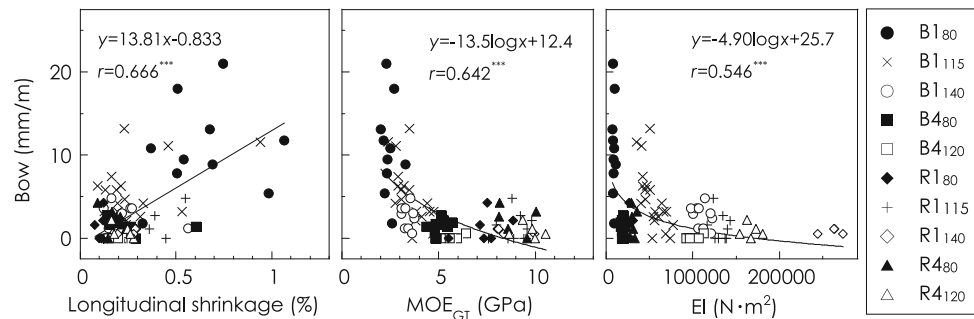 y=13.81x-0.833
r=0.666***
y=-13.5logx+12.4
r=0.642***
y=-4.90logx+25.7
r=0.546***
Bow (mm/m)
20
10
0
0 0.5 1
0 5 10
0 100000 200000
Longitudinal shrinkage (%)
MOE_GT (GPa)
EI (N·m²)
B1₈₀
B1₁₁₅
B1₁₄₀
B4₈₀
B4₁₂₀
R1₈₀
R1₁₁₅
R1₁₄₀
R4₈₀
R4₁₂₀